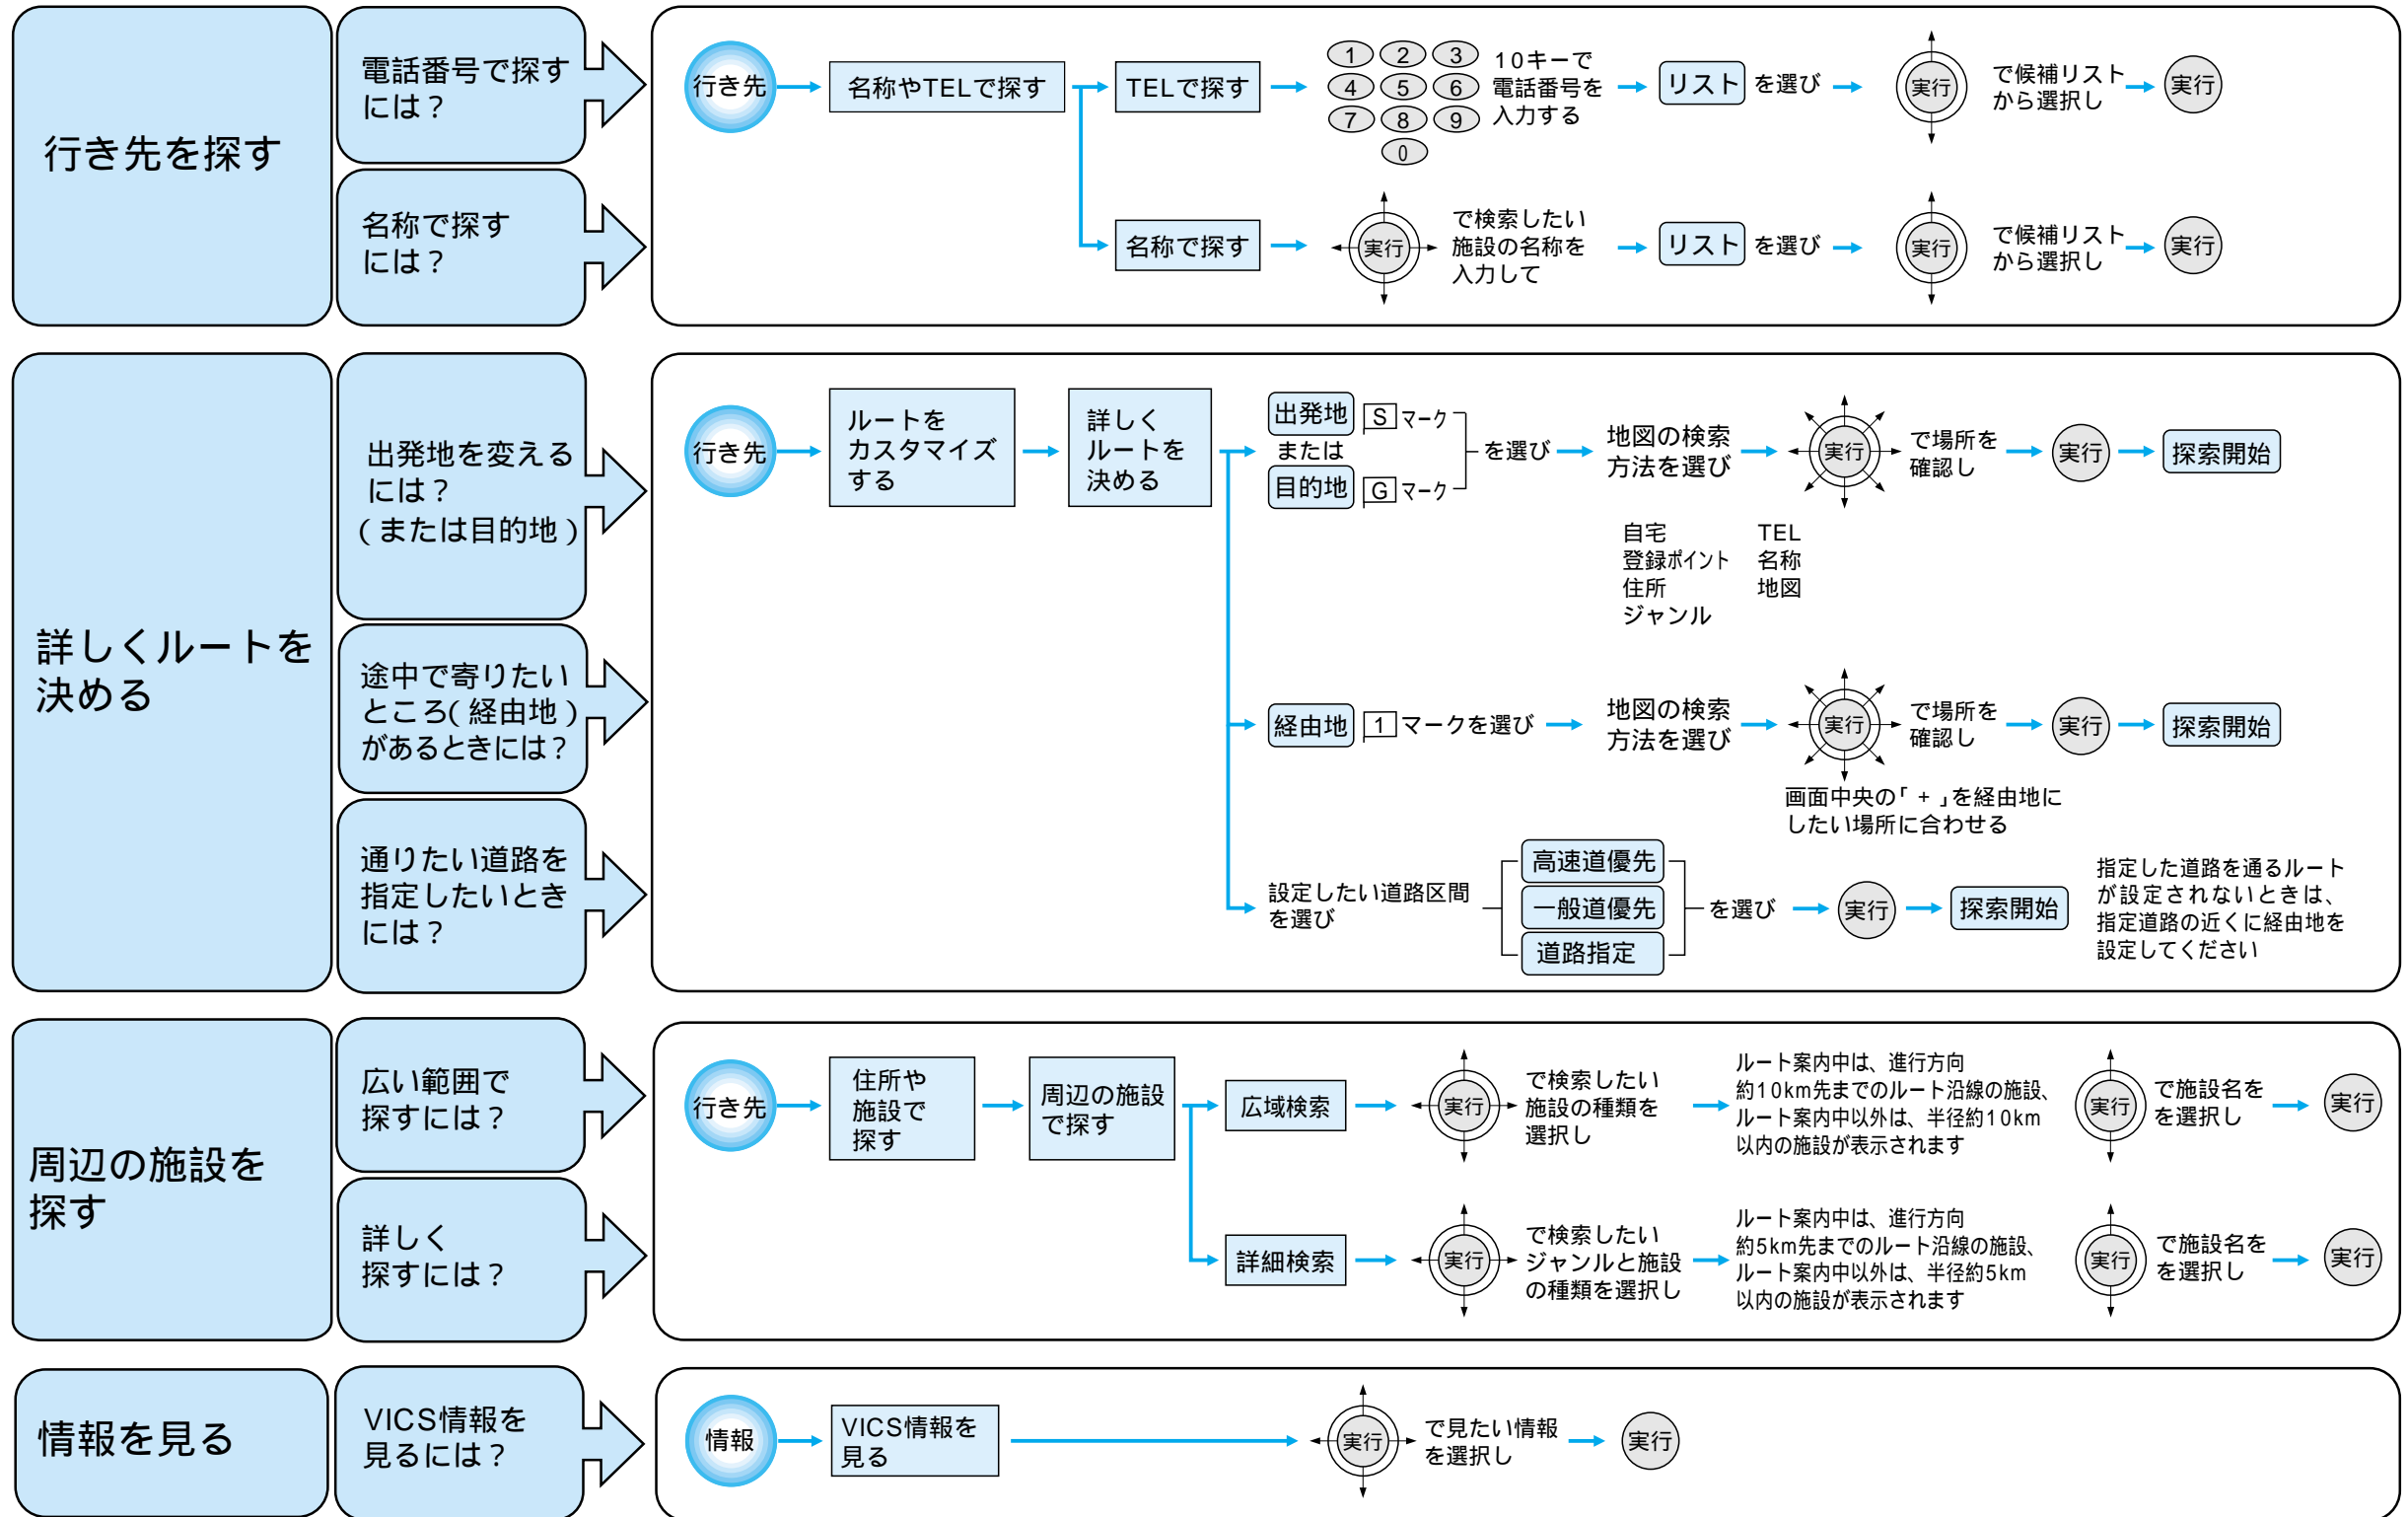 行き先を探す
電話番号で探す
には？
行き先
名称やTELで探す
TELで探す
1 2 3
4 5 6
7 8 9
0
10キーで
電話番号を
入力する
リスト を選び
実行
で候補リスト
から選択し
実行
名称で探す
には？
名称で探す
実行
で検索したい
施設の名称を
入力して
リスト を選び
実行
で候補リスト
から選択し
実行
詳しくルートを
決める
出発地を変える
には？
（または目的地）
行き先
ルートを
カスタマイズ
する
詳しく
ルートを
決める
出発地 S マーク
または
目的地 G マーク
を選び
地図の検索
方法を選び
実行
で場所を
確認し
実行
探索開始
自宅 TEL
登録ポイント 名称
住所 地図
ジャンル
途中で寄りたい
ところ（経由地）
があるときには？
経由地 1 マークを選び
地図の検索
方法を選び
実行
で場所を
確認し
実行
探索開始
画面中央の「+」を経由地に
したい場所に合わせる
通りたい道路を
指定したいとき
には？
設定したい道路区間
を選び
高速道優先
一般道優先
道路指定
を選び
実行
探索開始
指定した道路を通るルート
が設定されないときは、
指定道路の近くに経由地を
設定してください
周辺の施設を
探す
広い範囲で
探すには？
行き先
住所や
施設で
探す
周辺の施設
で探す
広域検索
実行
で検索したい
施設の種類を
選択し
ルート案内中は、進行方向
約10km先までのルート沿線の施設、
ルート案内中以外は、半径約10km
以内の施設が表示されます
実行
で施設名を
を選択し
実行
詳しく
探すには？
詳細検索
実行
で検索したい
ジャンルと施設
の種類を選択し
ルート案内中は、進行方向
約5km先までのルート沿線の施設、
ルート案内中以外は、半径約5km
以内の施設が表示されます
実行
で施設名を
を選択し
実行
情報を見る
VICS情報を
見るには？
情報
VICS情報を
見る
実行
で見たい情報
を選択し
実行